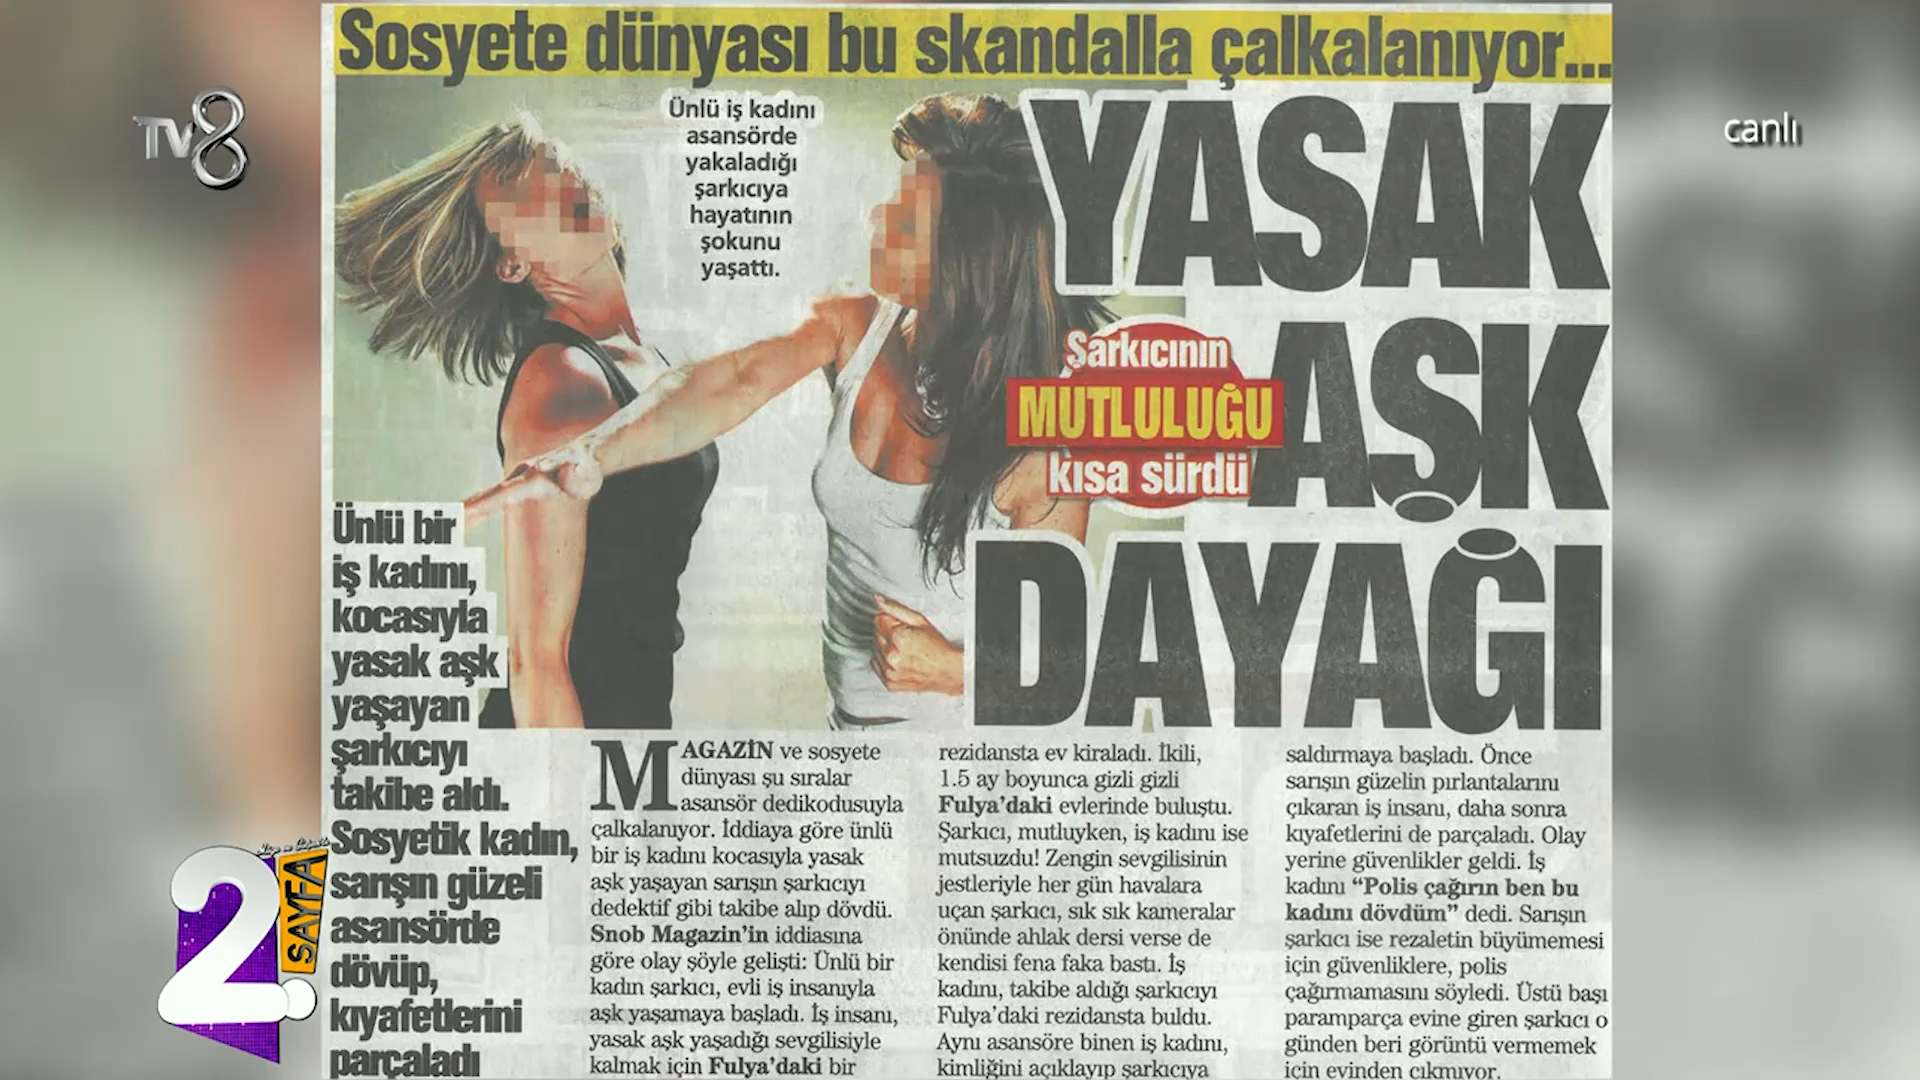 Sosyete dünyası bu skandalla çalkalanıyor...
TV8
canlı
Ünlü iş kadını
asansörde
yakaladığı
şarkıcıya
hayatının
şokunu
yaşattı.
YASAK
AŞK
DAYAĞI
Şarkıcının
MUTLULUĞU
kısa sürdü
Ünlü bir
iş kadını,
kocasıyla
yasak aşk
yaşayan
şarkıcıyı
takibe aldı.
Sosyetik kadın,
sarışın güzeli
asansörde
dövüp,
kıyafetlerini
parçaladı
MAGAZİN ve sosyete
dünyası şu sıralar
asansör dedikodusuyla
çalkalanıyor. İddiaya göre ünlü
bir iş kadını kocasıyla yasak
aşk yaşayan sarışın şarkıcıyı
dedektif gibi takibe alıp dövdü.
Snob Magazin'in iddiasına
göre olay şöyle gelişti: Ünlü bir
kadın şarkıcı, evli iş insanıyla
aşk yaşamaya başladı. İş insanı,
yasak aşk yaşadığı sevgilisiyle
kalmak için Fulya'daki bir
rezidansta ev kiraladı. İkili,
1.5 ay boyunca gizli gizli
Fulya'daki evlerinde buluştu.
Şarkıcı, mutluyken, iş kadını ise
mutsuzdu! Zengin sevgilisinin
jestleriyle her gün havalara
uçan şarkıcı, sık sık kameralar
önünde ahlak dersi verse de
kendisi fena faka bastı. İş
kadını, takibe aldığı şarkıcıyı
Fulya'daki rezidansta buldu.
Aynı asansöre binen iş kadını,
kimliğini açıklayıp şarkıcıya
saldırmaya başladı. Önce
sarışın güzelin pırlantalarını
çıkaran iş insanı, daha sonra
kıyafetlerini de parçaladı. Olay
yerine güvenlikler geldi. İş
kadını “Polis çağırın ben bu
kadını dövdüm” dedi. Sarışın
şarkıcı ise rezaletin büyümemesi
için güvenliklere, polis
çağırmamasını söyledi. Üstü başı
paramparça evine giren şarkıcı o
günden beri görüntü vermemek
için evinden çıkmıyor.
2.
SAYFA